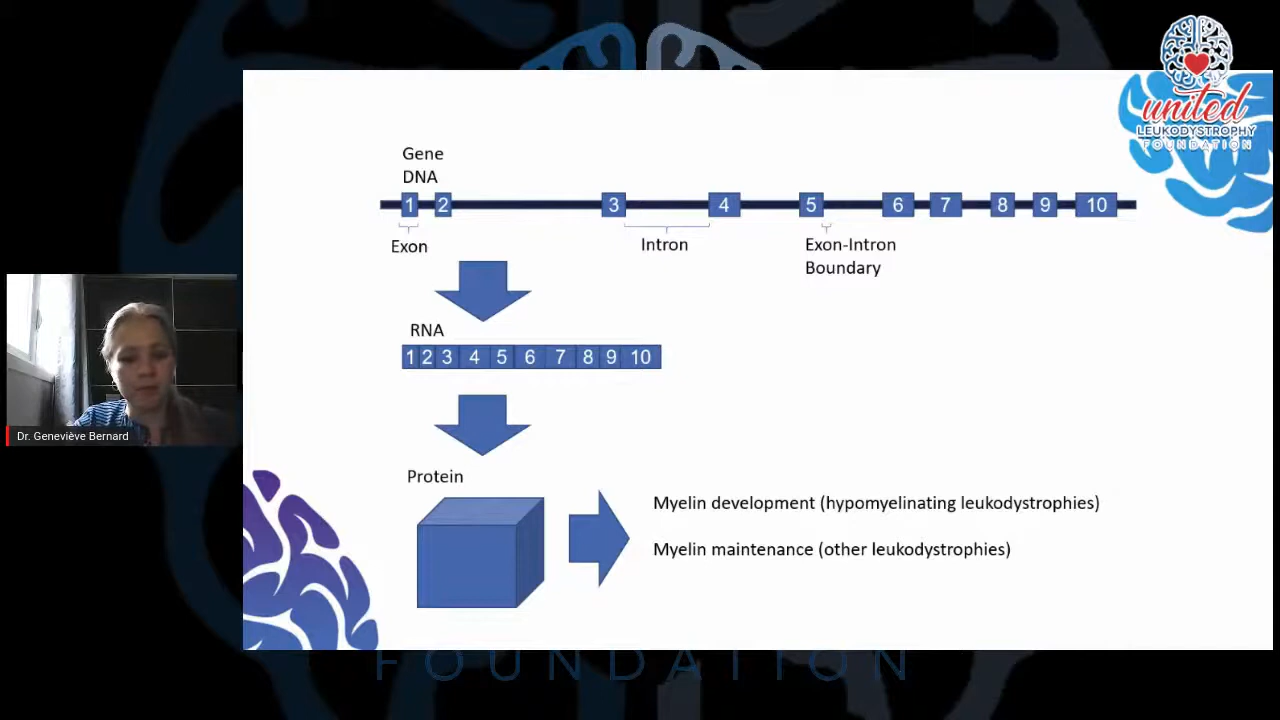 united
LEUKODYSTROPHY
FOUNDATION
Gene
DNA
1 2 3 4 5 6 7 8 9 10
Exon
Intron
Exon-Intron
Boundary
RNA
1 2 3 4 5 6 7 8 9 10
Protein
Myelin development (hypomyelinating leukodystrophies)
Myelin maintenance (other leukodystrophies)
Dr. Geneviève Bernard
FOUNDATION